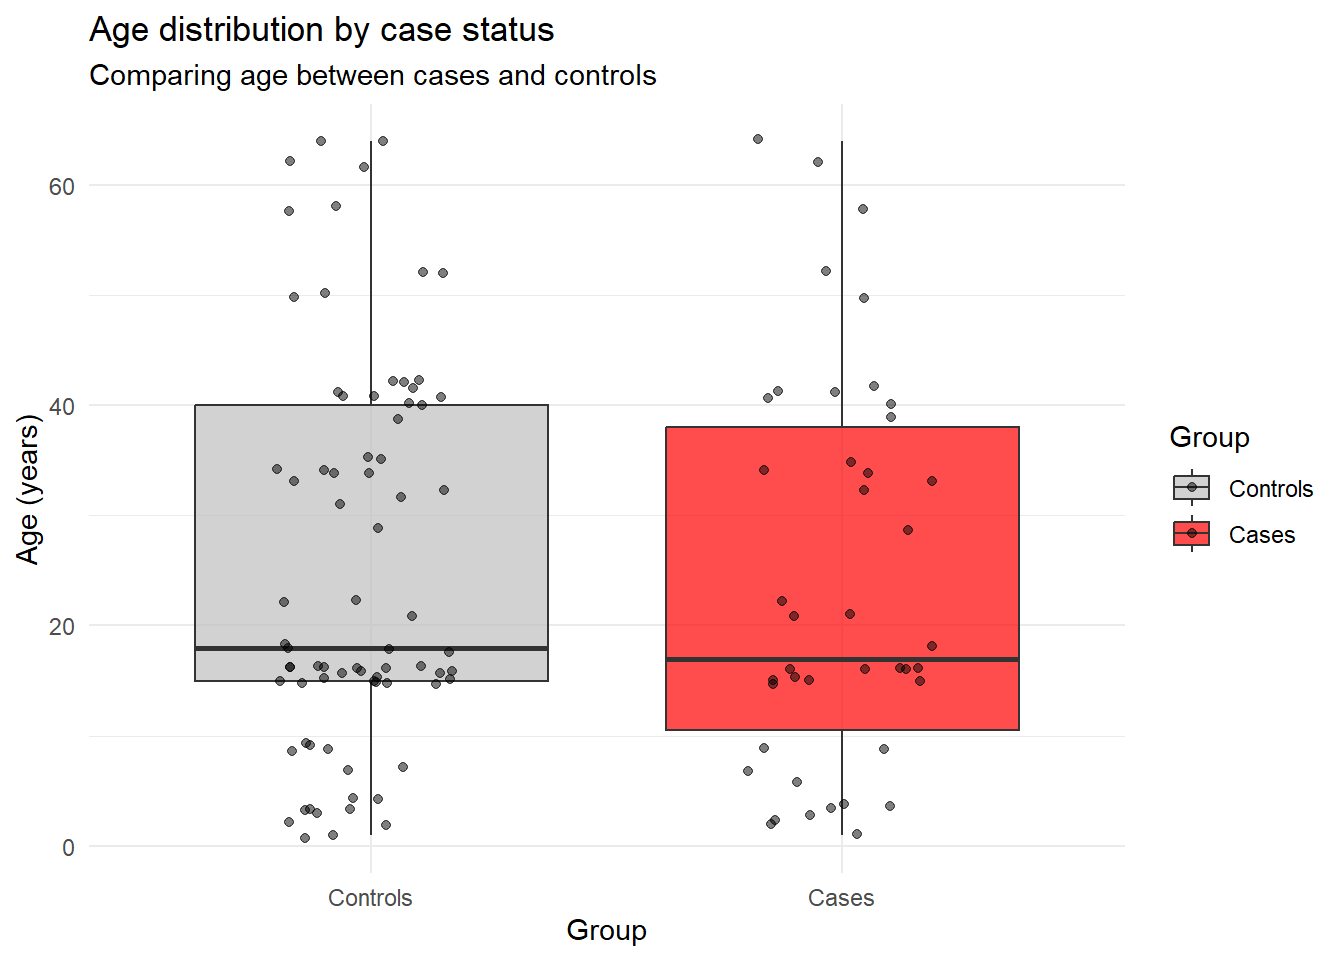 Age distribution by case status
Comparing age between cases and controls
Age (years)
60
40
20
0
Controls
Cases
Group
Group
Controls
Cases